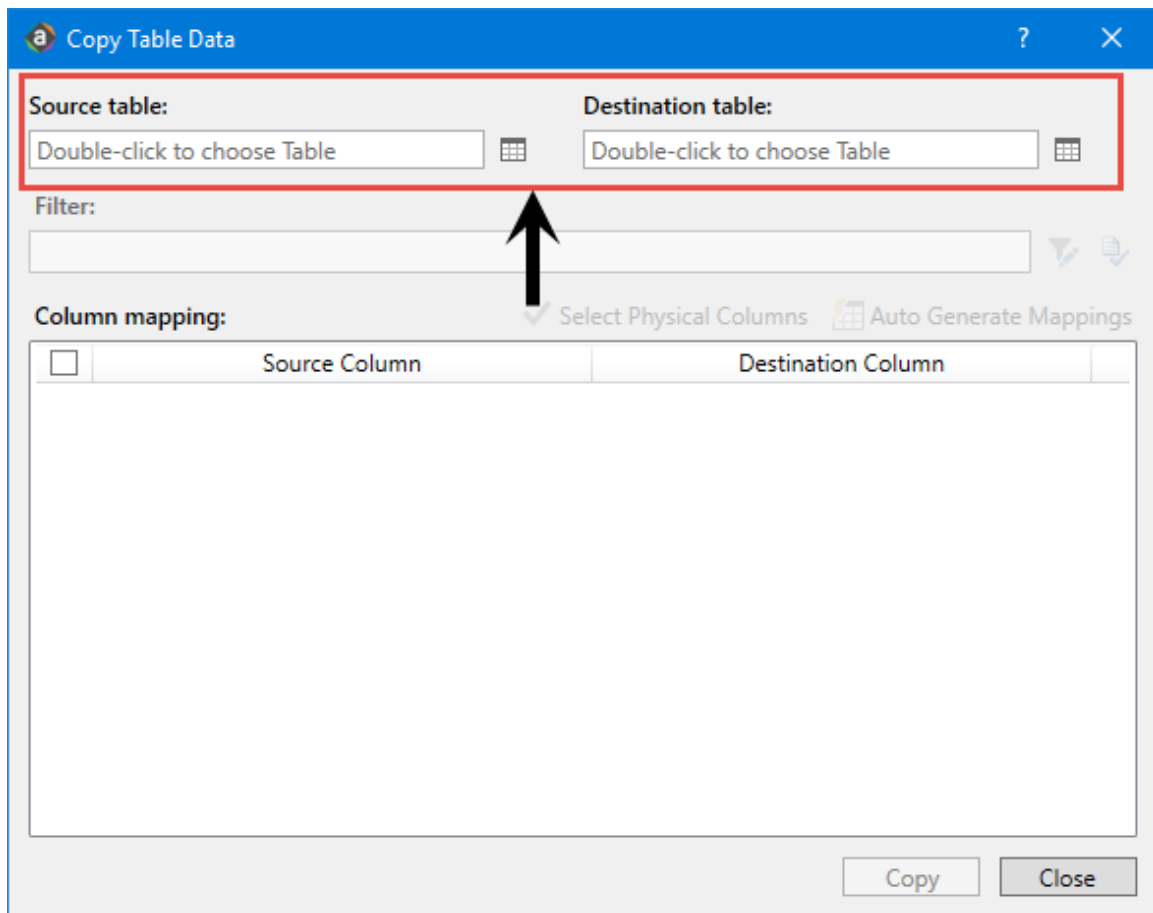 Copy Table Data ?
Source table: Destination table:
Double-click to choose Table Double-click to choose Table
Filter:
Column mapping: Select Physical Columns Auto Generate Mappings
Source Column Destination Column
Copy Close